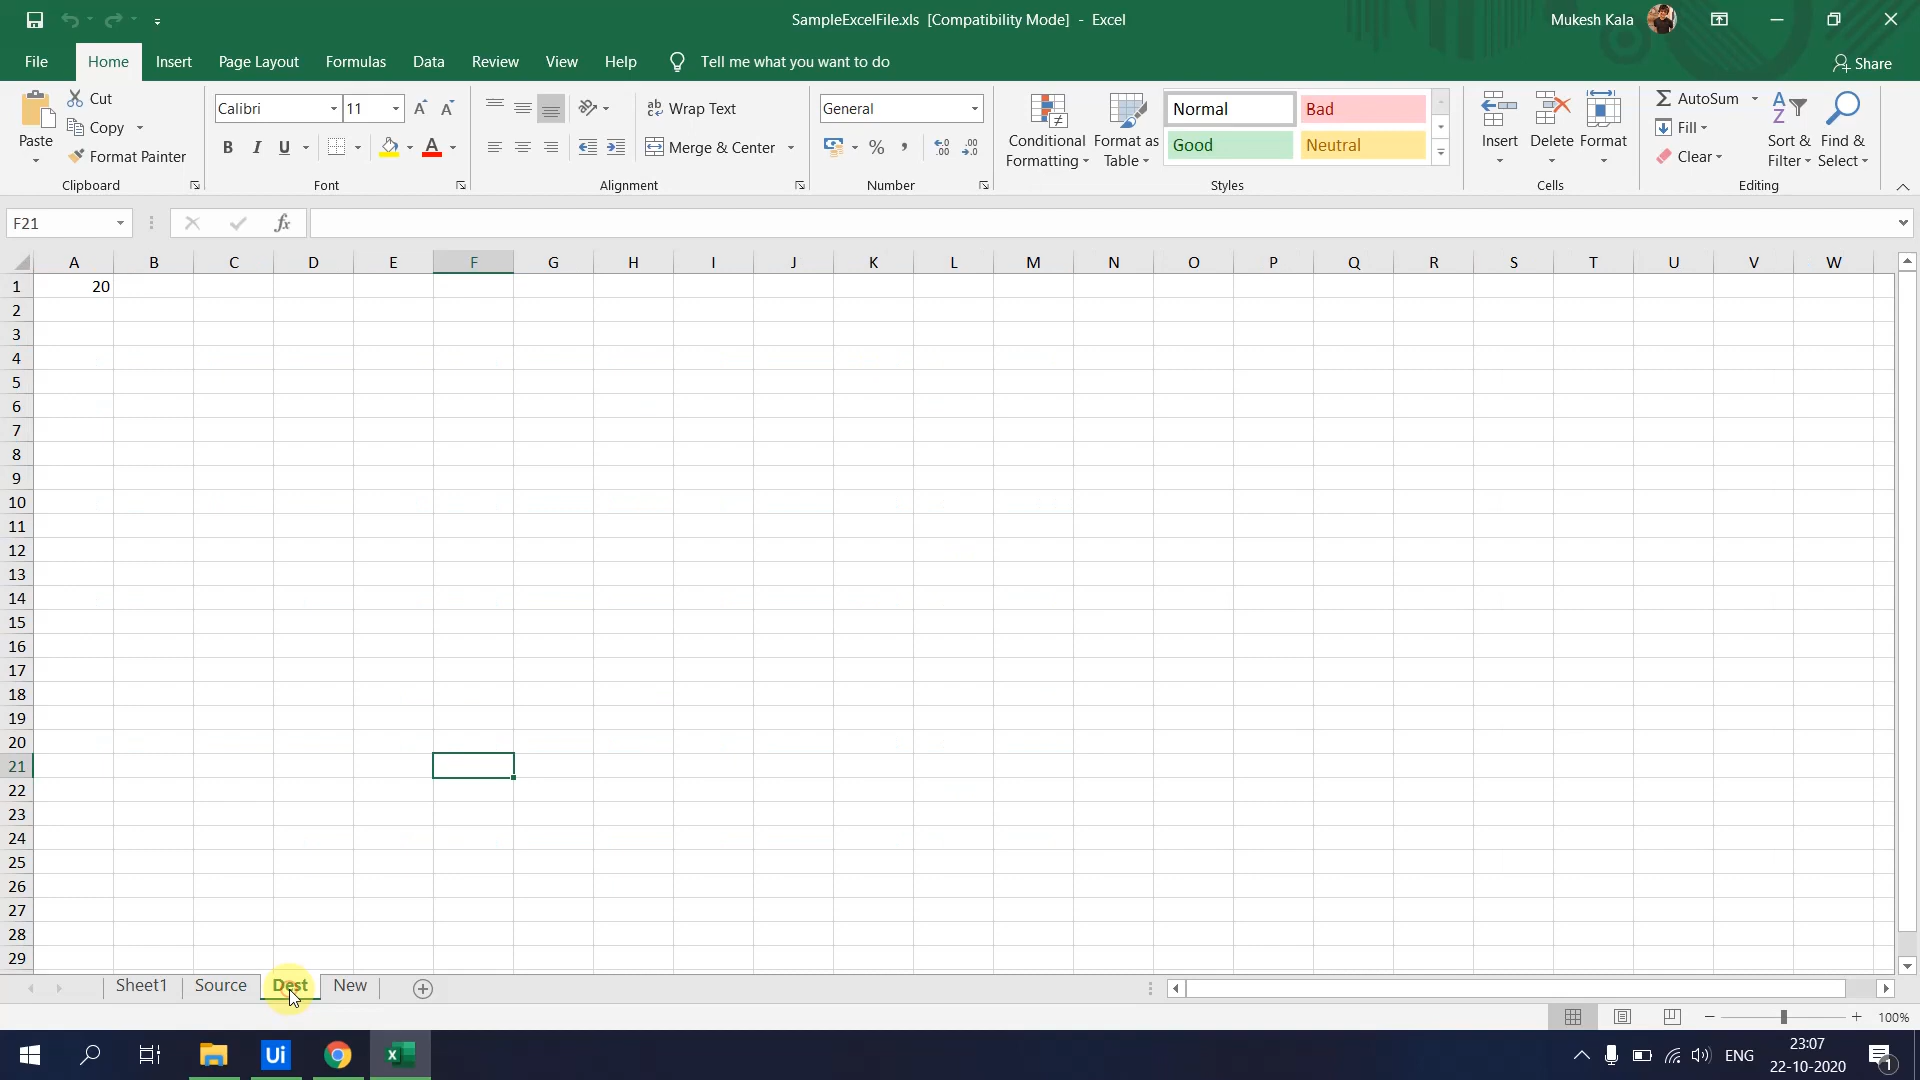 SampleExcelFile.xls [Compatibility Mode] - Excel
Mukesh Kala
File Home Insert Page Layout Formulas Data Review View Help Tell me what you want to do Share
Paste
Cut
Copy
Format Painter
Clipboard
Calibri 11
B I U A
Font
ab Wrap Text
Merge & Center
Alignment
General
% ,
Number
Conditional Formatting
Format as Table
Normal Bad
Good Neutral
Styles
Insert Delete Format
Cells
AutoSum
Fill
Clear
Sort & Filter
Find & Select
Editing
F21 fx
A B C D E F G H I J K L M N O P Q R S T U V W
1 20
2
3
4
5
6
7
8
9
10
11
12
13
14
15
16
17
18
19
20
21
22
23
24
25
26
27
28
29
Sheet1 Source Dest New
100%
Ui
ENG
23:07
22-10-2020
1